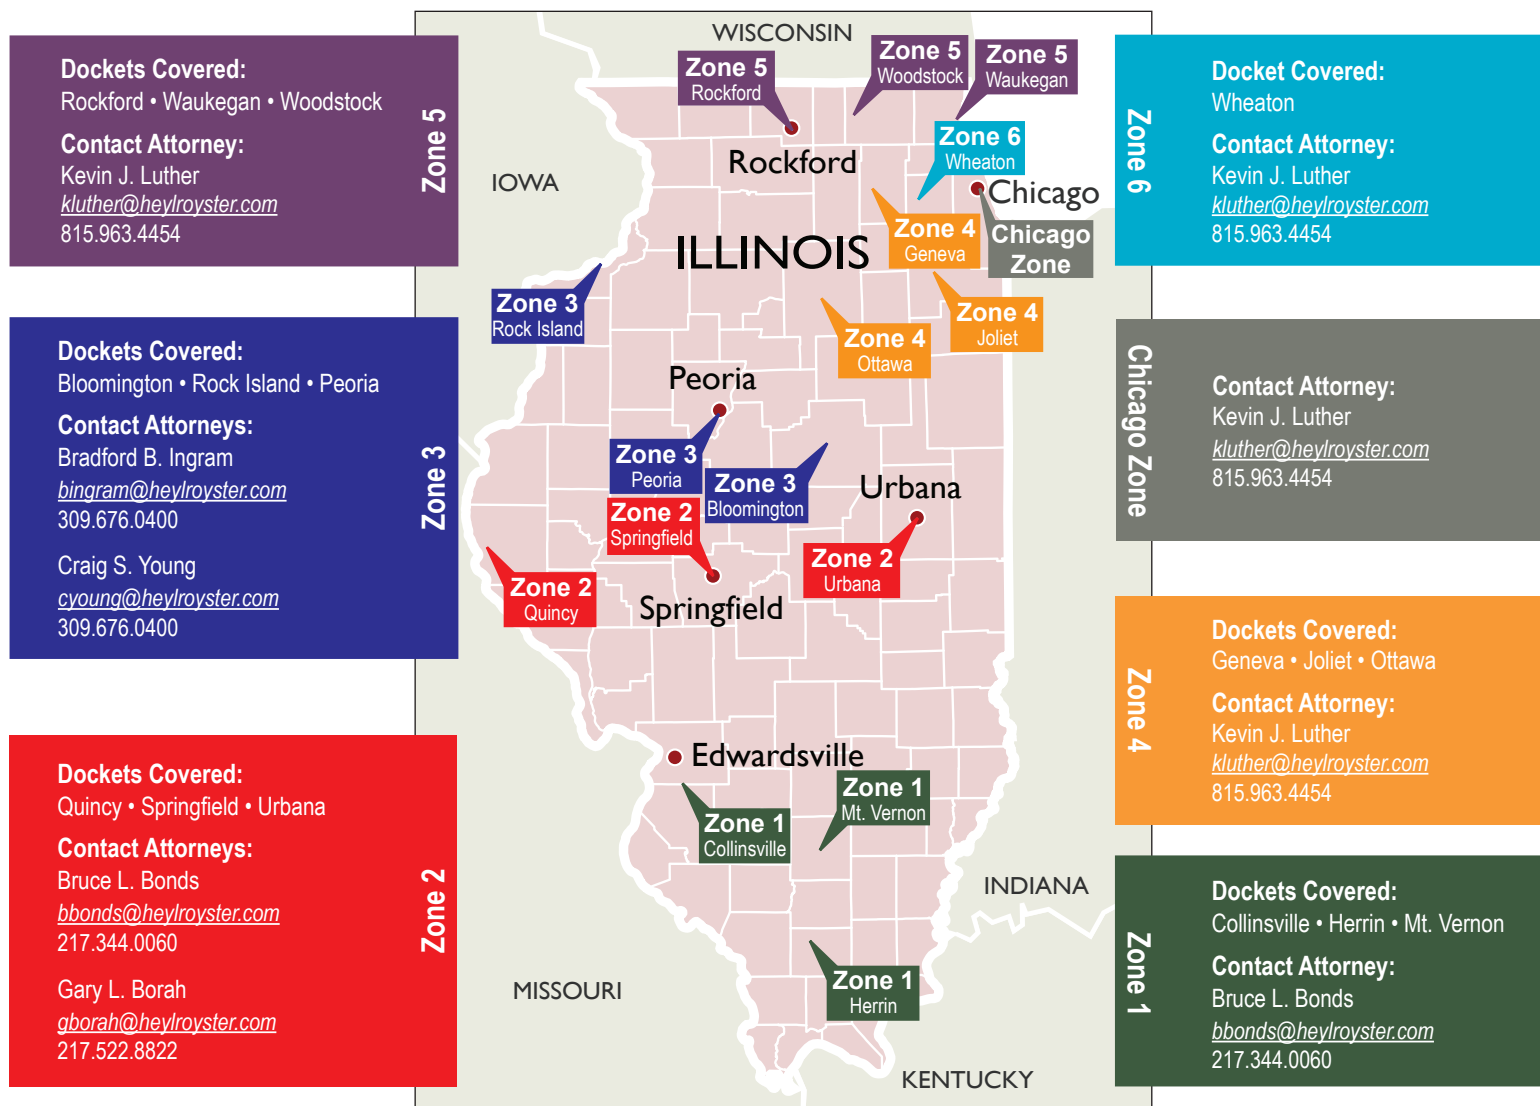 Dockets Covered:
Rockford • Waukegan • Woodstock
Contact Attorney:
Kevin J. Luther
kluther@heylroyster.com
815.963.4454
Zone 5
Dockets Covered:
Bloomington • Rock Island • Peoria
Contact Attorneys:
Bradford B. Ingram
bingram@heylroyster.com
309.676.0400
Craig S. Young
cyoung@heylroyster.com
309.676.0400
Zone 3
Dockets Covered:
Quincy • Springfield • Urbana
Contact Attorneys:
Bruce L. Bonds
bbonds@heylroyster.com
217.344.0060
Gary L. Borah
gborah@heylroyster.com
217.522.8822
Zone 2
WISCONSIN
Zone 5
Rockford
Zone 5
Woodstock
Zone 5
Waukegan
Rockford
Zone 6
Wheaton
IOWA
Chicago
Zone 4
Geneva
Chicago
Zone
ILLINOIS
Zone 3
Rock Island
Zone 4
Joliet
Zone 4
Ottawa
Peoria
Zone 3
Peoria
Zone 3
Bloomington
Urbana
Zone 2
Springfield
Zone 2
Urbana
Zone 2
Quincy
Springfield
Edwardsville
Zone 1
Mt. Vernon
Zone 1
Collinsville
INDIANA
Zone 1
Herrin
MISSOURI
KENTUCKY
Zone 6
Docket Covered:
Wheaton
Contact Attorney:
Kevin J. Luther
kluther@heylroyster.com
815.963.4454
Chicago Zone
Contact Attorney:
Kevin J. Luther
kluther@heylroyster.com
815.963.4454
Zone 4
Dockets Covered:
Geneva • Joliet • Ottawa
Contact Attorney:
Kevin J. Luther
kluther@heylroyster.com
815.963.4454
Zone 1
Dockets Covered:
Collinsville • Herrin • Mt. Vernon
Contact Attorney:
Bruce L. Bonds
bbonds@heylroyster.com
217.344.0060